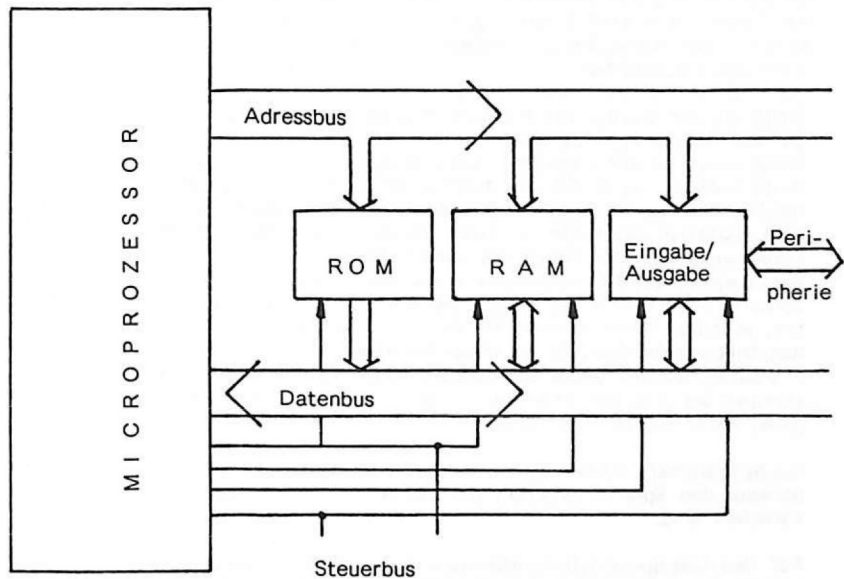 MICROPROZESSOR
Adressbus
ROM
RAM
Eingabe/
Ausgabe
Peri-
pherie
Datenbus
Steuerbus